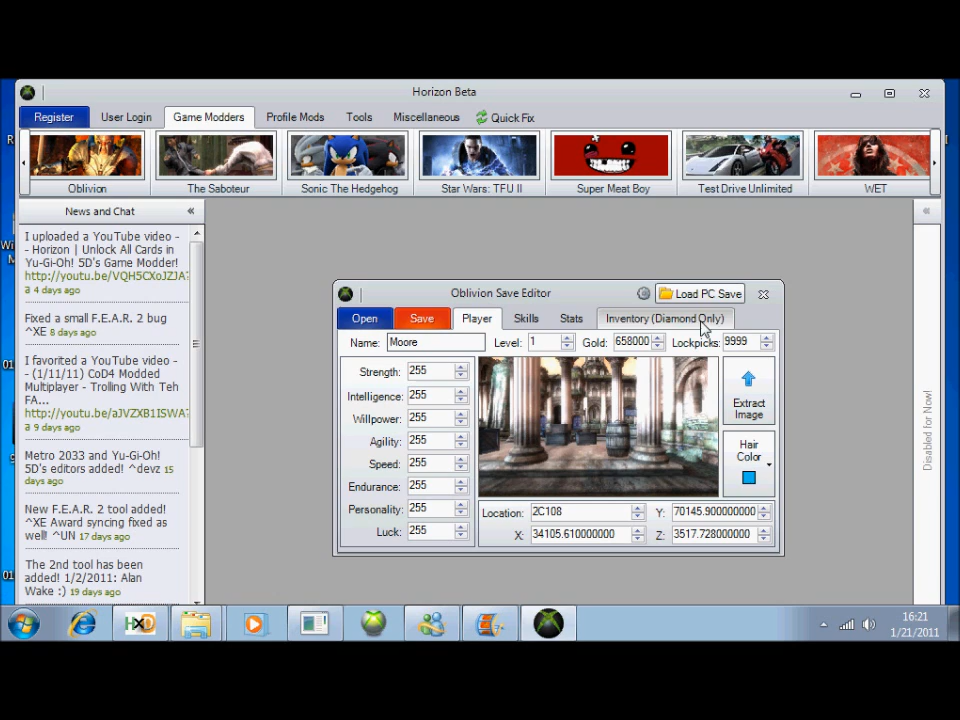 Horizon Beta
Register User Login Game Modders Profile Mods Tools Miscellaneous Quick Fix
Oblivion The Saboteur Sonic The Hedgehog Star Wars: TFU II Super Meat Boy Test Drive Unlimited WET
News and Chat
I uploaded a YouTube video -
- Horizon | Unlock All Cards in
Yu-Gi-Oh! 5D's Game Modder!
http://youtu.be/VQH5CXoJZJA?
a 4 days ago
Fixed a small F.E.A.R. 2 bug
^XE 8 days ago
I favorited a YouTube video -
- (1/11/11) CoD4 Modded
Multiplayer - Trolling With Teh
FA...
http://youtu.be/aJVZXB1ISWA?
a 9 days ago
Metro 2033 and Yu-Gi-Oh!
5D's editors added! ^devz 15
days ago
New F.E.A.R. 2 tool added!
^XE Award syncing fixed as
well! ^UN 17 days ago
The 2nd tool has been
added! 1/2/2011: Alan
Wake :) 19 days ago
Oblivion Save Editor
Load PC Save
Open Save Player Skills Stats Inventory (Diamond Only)
Name: Moore Level: 1 Gold: 658000 Lockpicks: 9999
Strength: 255
Intelligence: 255
Willpower: 255
Agility: 255
Speed: 255
Endurance: 255
Personality: 255
Luck: 255
Extract
Image
Hair
Color
Location: 2C108 Y: 70145.900000000
X: 34105.610000000 Z: 3517.728000000
Disabled for Now!
HxD
16:21
1/21/2011